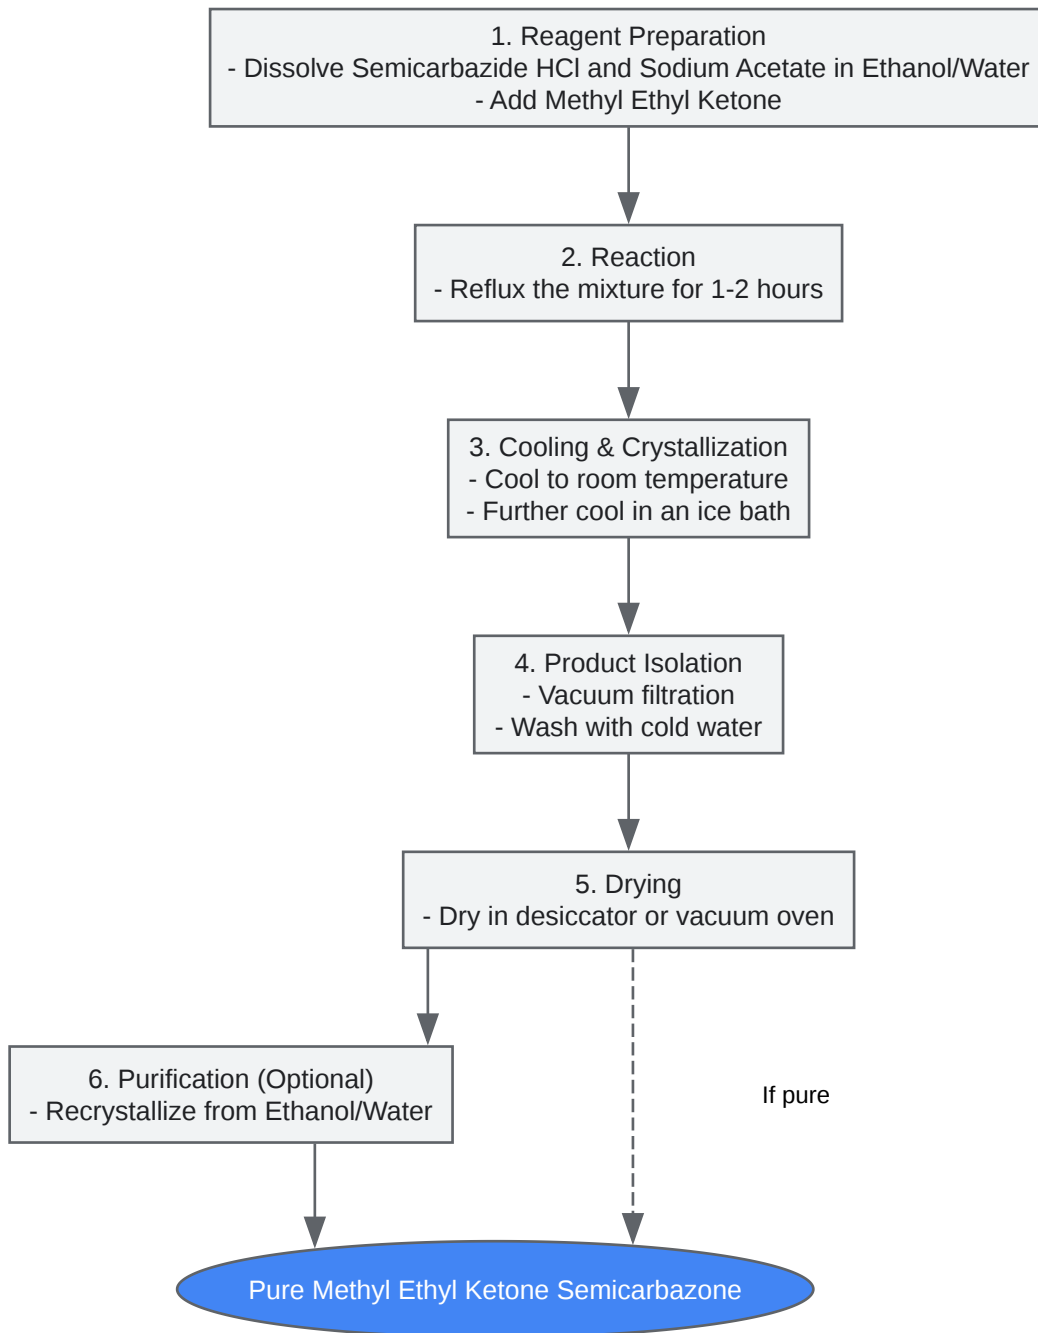 1. Reagent Preparation
- Dissolve Semicarbazide HCl and Sodium Acetate in Ethanol/Water
- Add Methyl Ethyl Ketone
2. Reaction
- Reflux the mixture for 1-2 hours
3. Cooling & Crystallization
- Cool to room temperature
- Further cool in an ice bath
4. Product Isolation
- Vacuum filtration
- Wash with cold water
5. Drying
- Dry in desiccator or vacuum oven
6. Purification (Optional)
- Recrystallize from Ethanol/Water
If pure
Pure Methyl Ethyl Ketone Semicarbazone